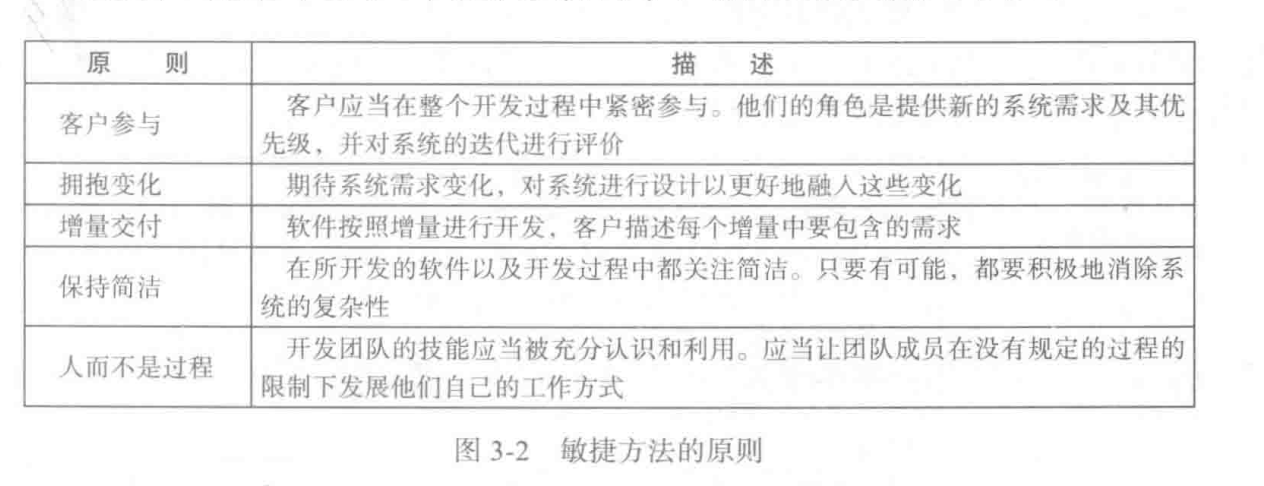 原 则 描 述
客户参与
客户应当在整个开发过程中紧密参与。他们的角色是提供新的系统需求及其优
先级，并对系统的迭代进行评价
拥抱变化 期待系统需求变化，对系统进行设计以更好地融入这些变化
增量交付 软件按照增量进行开发，客户描述每个增量中要包含的需求
保持简洁
在所开发的软件以及开发过程中都关注简洁。只要有可能，都要积极地消除系
统的复杂性
人而不是过程
开发团队的技能应当被充分认识和利用。应当让团队成员在没有规定的过程的
限制下发展他们自己的工作方式
图 3-2 敏捷方法的原则